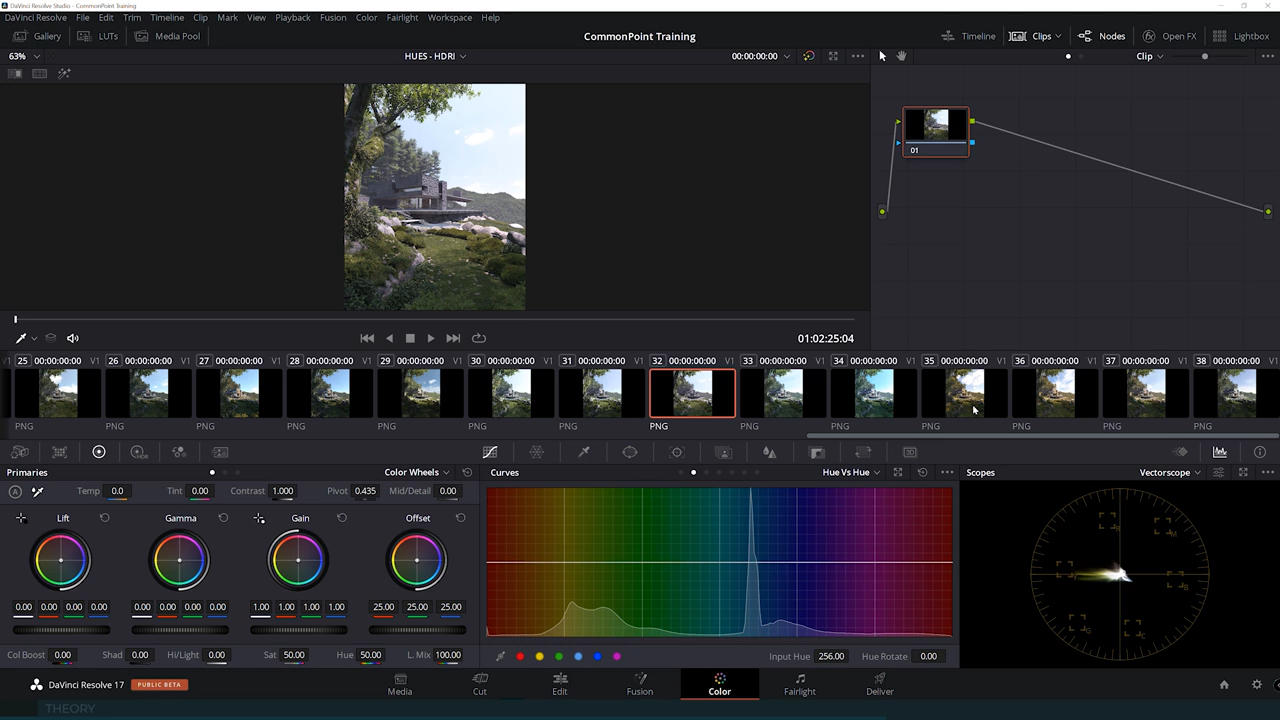 DaVinci Resolve Studio - CommonPoint Training
DaVinci Resolve File Edit Trim Timeline Clip Mark View Playback Fusion Color Fairlight Workspace Help
Gallery LUTs Media Pool CommonPoint Training Timeline Clips Nodes Open FX Lightbox
63% HUES - HDRI 00:00:00:00 Clip
01
01:02:25:04
25 00:00:00:00 V1 26 00:00:00:00 V1 27 00:00:00:00 V1 28 00:00:00:00 V1 29 00:00:00:00 V1 30 00:00:00:00 V1 31 00:00:00:00 V1 32 00:00:00:00 V1 33 00:00:00:00 V1 34 00:00:00:00 V1 35 00:00:00:00 V1 36 00:00:00:00 V1 37 00:00:00:00 V1 38 00:00:00:00 V1
PNG PNG PNG PNG PNG PNG PNG PNG PNG PNG PNG PNG PNG PNG
Primaries Color Wheels Curves Hue Vs Hue Scopes Vectorscope
Temp 0.0 Tint 0.00 Contrast 1.000 Pivot 0.435 Mid/Detail 0.00
Lift Gamma Gain Offset
0.00 0.00 0.00 0.00 0.00 0.00 0.00 0.00 1.00 1.00 1.00 1.00 25.00 25.00 25.00
Col Boost 0.00 Shad 0.00 Hi/Light 0.00 Sat 50.00 Hue 50.00 L. Mix 100.00 Input Hue 256.00 Hue Rotate 0.00
DaVinci Resolve 17 PUBLIC BETA Media Cut Edit Fusion Color Fairlight Deliver
THEORY